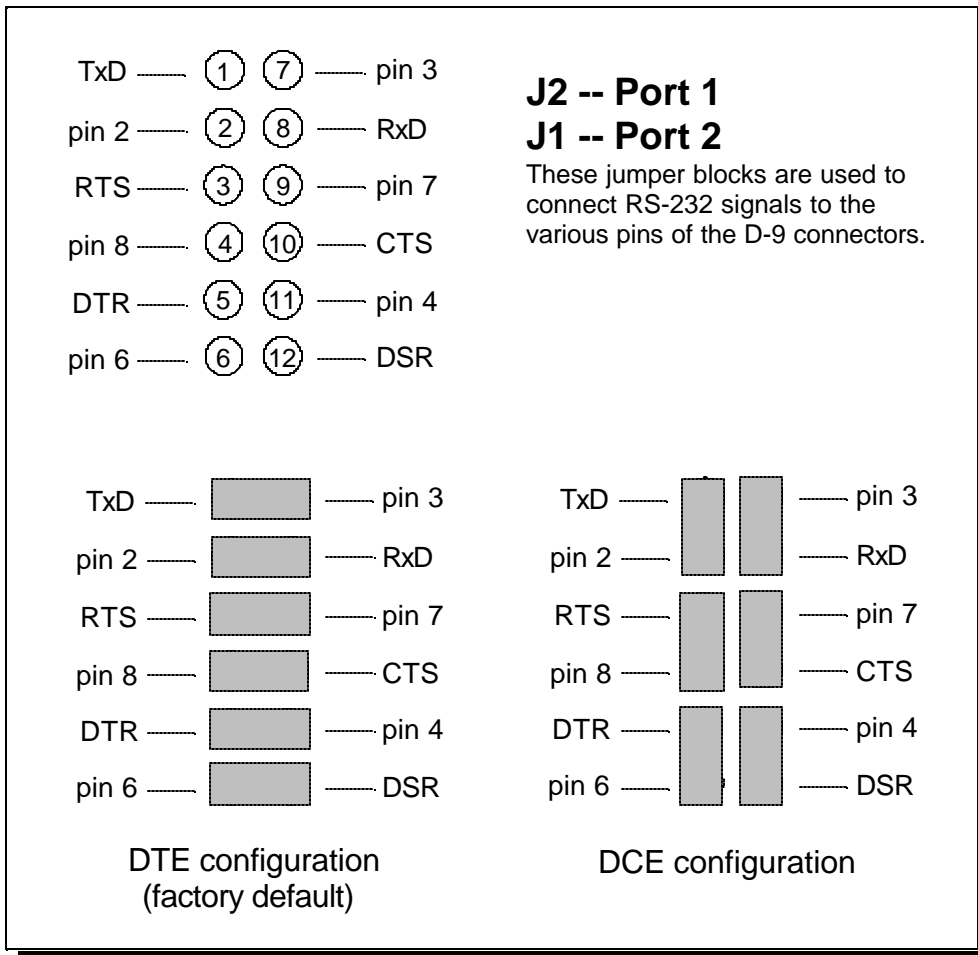 TxD 1 7 pin 3
pin 2 2 8 RxD
RTS 3 9 pin 7
pin 8 4 10 CTS
DTR 5 11 pin 4
pin 6 6 12 DSR
J2 -- Port 1
J1 -- Port 2
These jumper blocks are used to
connect RS-232 signals to the
various pins of the D-9 connectors.
TxD pin 3
pin 2 RxD
RTS pin 7
pin 8 CTS
DTR pin 4
pin 6 DSR
DTE configuration
(factory default)
TxD pin 3
pin 2 RxD
RTS pin 7
pin 8 CTS
DTR pin 4
pin 6 DSR
DCE configuration